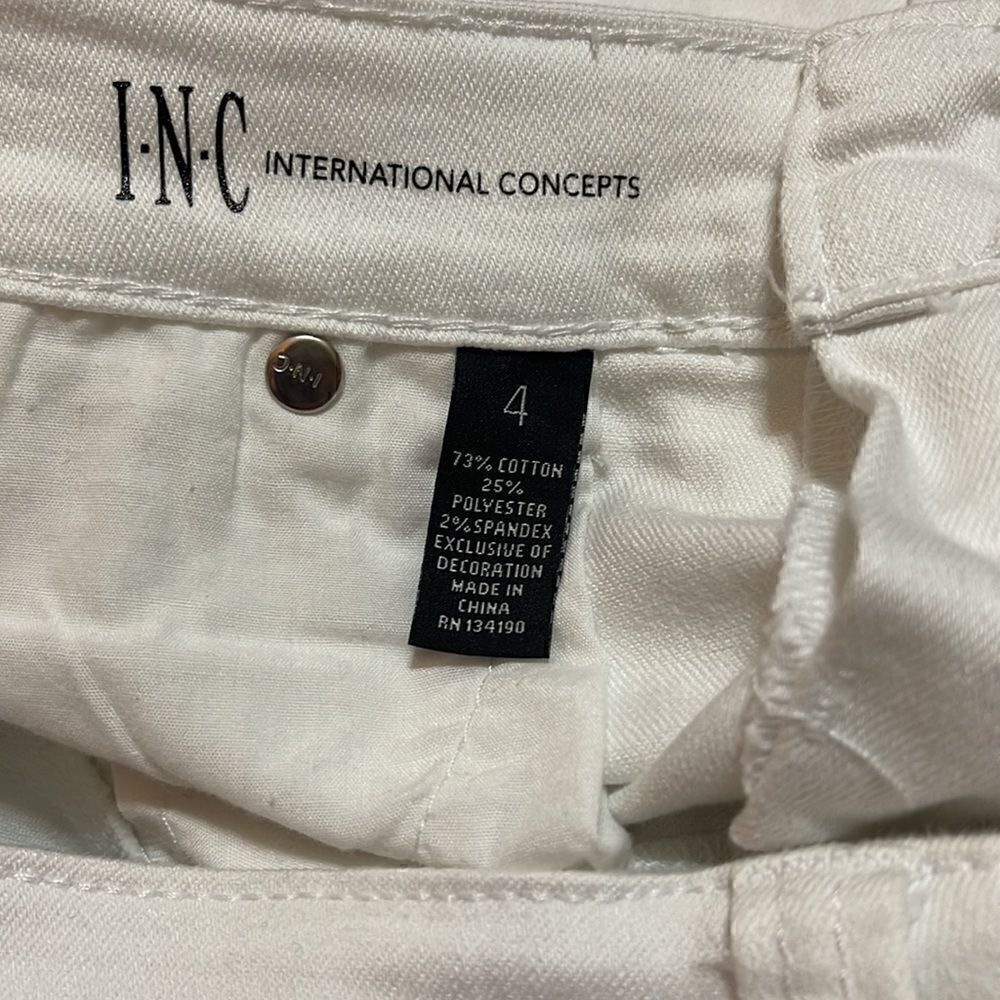 I·N·C INTERNATIONAL CONCEPTS
I·N·C
4
73% COTTON
25%
POLYESTER
2% SPANDEX
EXCLUSIVE OF
DECORATION
MADE IN
CHINA
RN 134190